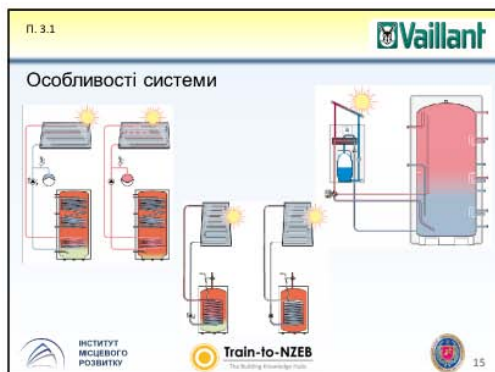 П. 3.1
Vaillant
Особливості системи
ІНСТИТУТ
МІСЦЕВОГО
РОЗВИТКУ
Train-to-NZEB
The Building Knowledge Hubs
15